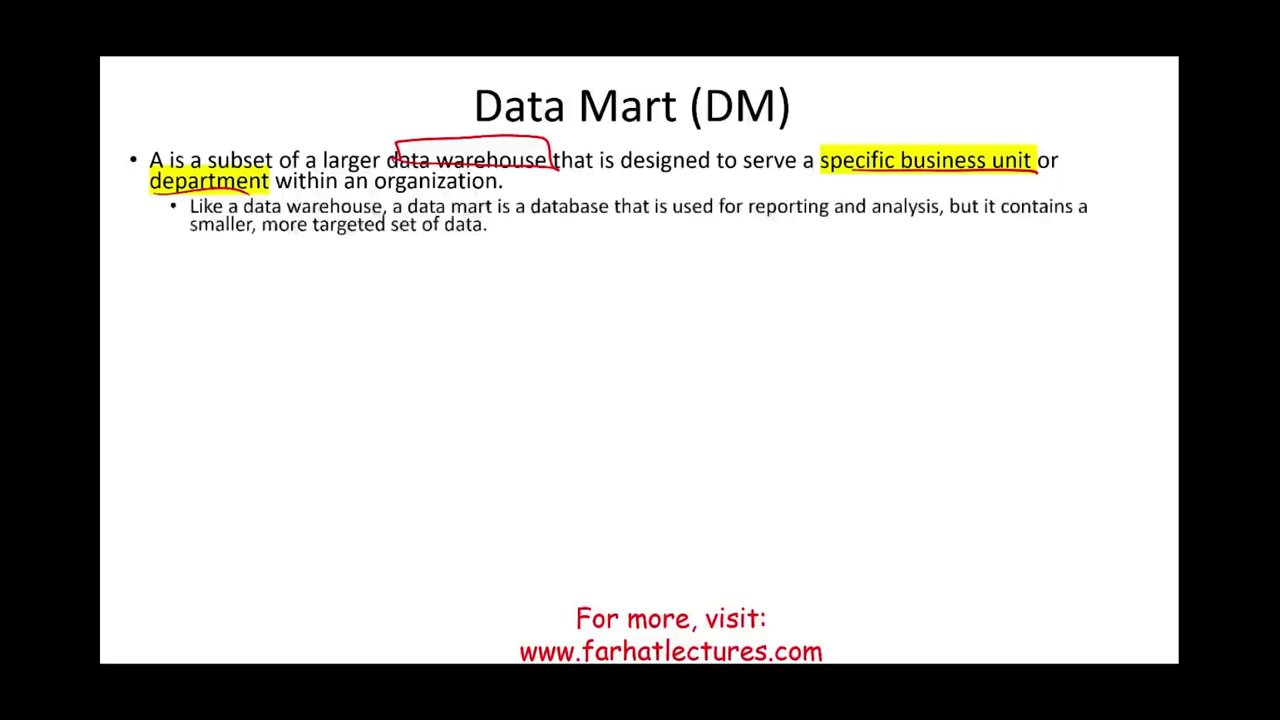 Data Mart (DM)
• A is a subset of a larger data warehouse that is designed to serve a specific business unit or
department within an organization.
• Like a data warehouse, a data mart is a database that is used for reporting and analysis, but it contains a
smaller, more targeted set of data.
For more, visit:
www.farhatlectures.com